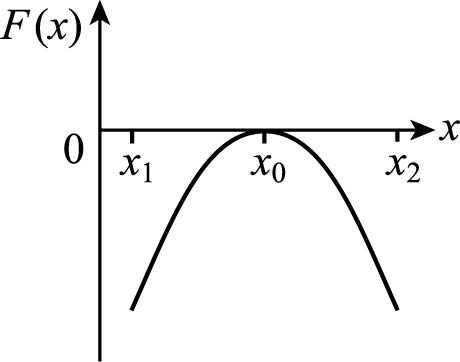 F(x)
x
0
x₁
x₀
x₂